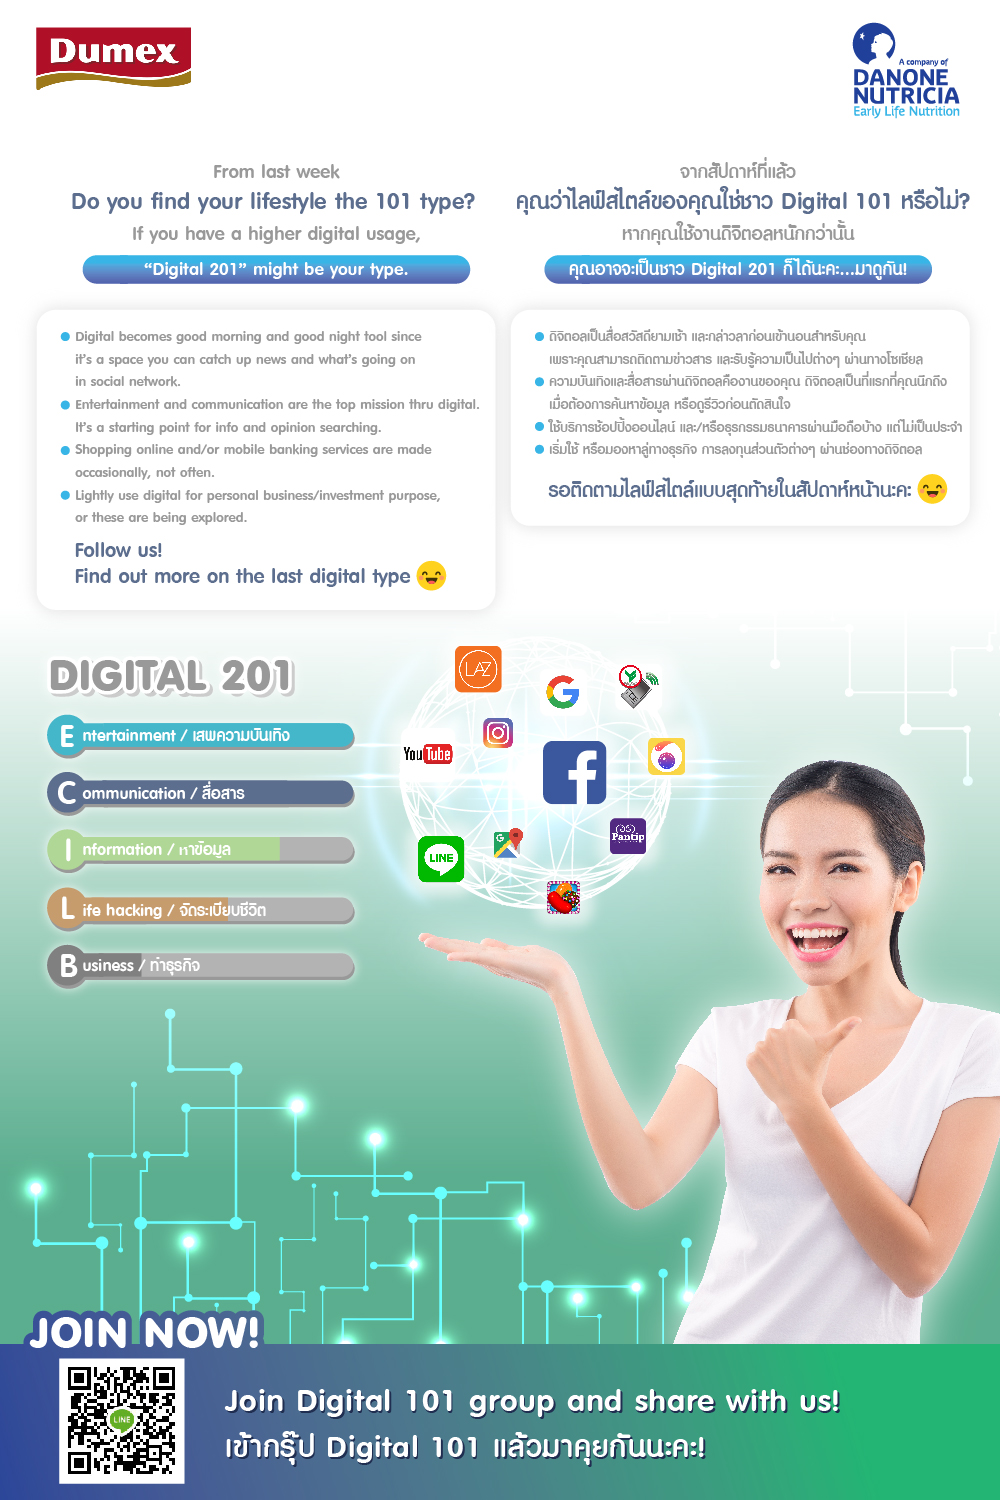 Dumex
A company of
DANONE
NUTRICIA
Early Life Nutrition
From last week
Do you find your lifestyle the 101 type?
If you have a higher digital usage,
“Digital 201” might be your type.
Digital becomes good morning and good night tool since
it's a space you can catch up news and what's going on
in social network.
Entertainment and communication are the top mission thru digital.
It's a starting point for info and opinion searching.
Shopping online and/or mobile banking services are made
occasionally, not often.
Lightly use digital for personal business/investment purpose,
or these are being explored.
Follow us!
Find out more on the last digital type
จากสัปดาห์ที่แล้ว
คุณว่าไลฟ์สไตล์ของคุณใช่ชาว Digital 101 หรือไม่?
หากคุณใช้งานดิจิตอลหนักกว่านั้น
คุณอาจจะเป็นชาว Digital 201 ก็ได้นะคะ...มาดูกัน!
ดิจิตอลเป็นสื่อสวัสดียามเช้า และกล่าวลาก่อนเข้านอนสำหรับคุณ
เพราะคุณสามารถติดตามข่าวสาร และรับรู้ความเป็นไปต่างๆ ผ่านทางโซเชียล
ความบันเทิงและสื่อสารผ่านดิจิตอลคืองานของคุณ ดิจิตอลเป็นที่แรกที่คุณนึกถึง
เมื่อต้องการค้นหาข้อมูล หรือดูรีวิวก่อนตัดสินใจ
ใช้บริการช้อปปิ้งออนไลน์ และ/หรือธุรกรรมธนาคารผ่านมือถือบ้าง แต่ไม่เป็นประจำ
เริ่มใช้ หรือมองหาลู่ทางธุรกิจ การลงทุนส่วนตัวต่างๆ ผ่านช่องทางดิจิตอล
รอติดตามไลฟ์สไตล์แบบสุดท้ายในสัปดาห์หน้านะคะ
DIGITAL 201
Entertainment / เสพความบันเทิง
Communication / สื่อสาร
Information / หาข้อมูล
Life hacking / จัดระเบียบชีวิต
Business / ทำธุรกิจ
LAZ
G
YouTube
f
Pantip
LINE
G
JOIN NOW!
LINE
Join Digital 101 group and share with us!
เข้ากรุ๊ป Digital 101 แล้วมาคุยกันนะคะ!